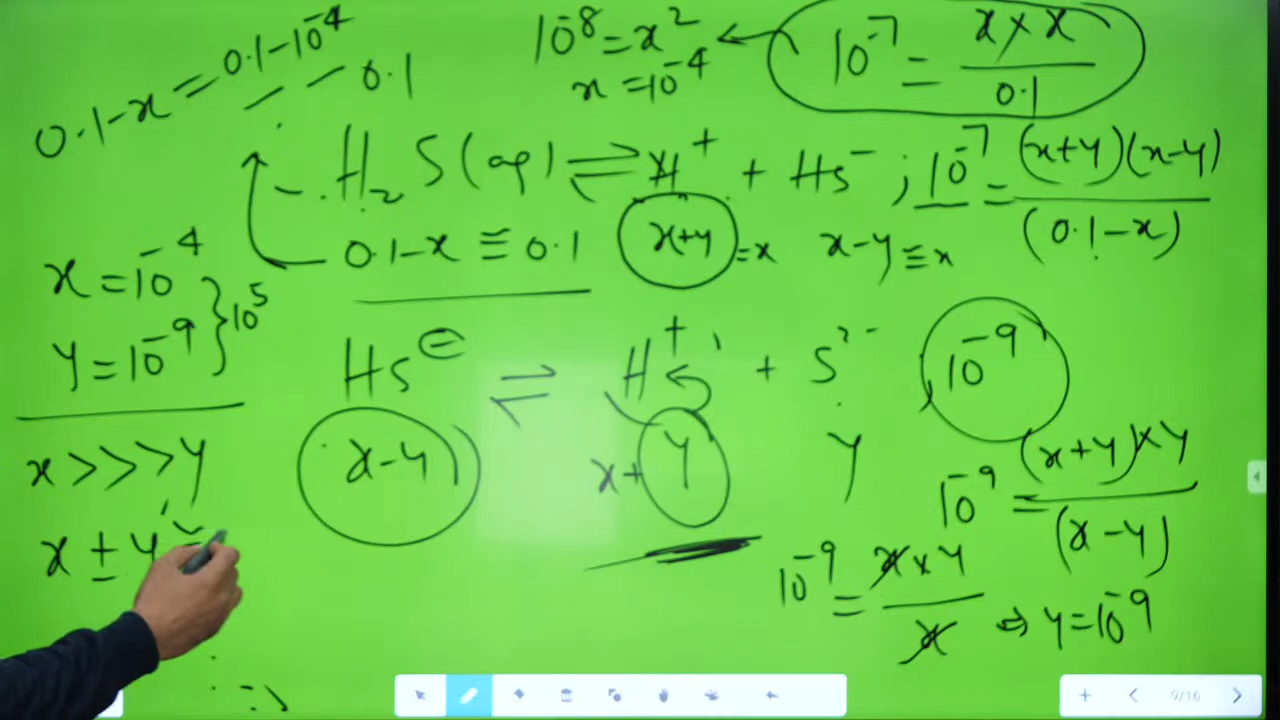 0.1-x = 0.1-10⁻⁴
= 0.1
10⁻⁸ = x²
x = 10⁻⁴
10⁻⁷ = x × x / 0.1
H₂S(aq) ⇌ H⁺ + HS⁻ ; 10⁻⁷ = (x+y)(x-y) / (0.1-x)
0.1-x ≡ 0.1 x+y = x x-y ≡ x
x = 10⁻⁴
y = 10⁻⁹ } 10⁵
HS⊖ ⇌ H⁺ + S²⁻ , 10⁻⁹
x-y x+y y
x >>> y
10⁻⁹ = (x+y)×y / (x-y)
x ± y
10⁻⁹ = x × y / x ⇒ y = 10⁻⁹
9/16